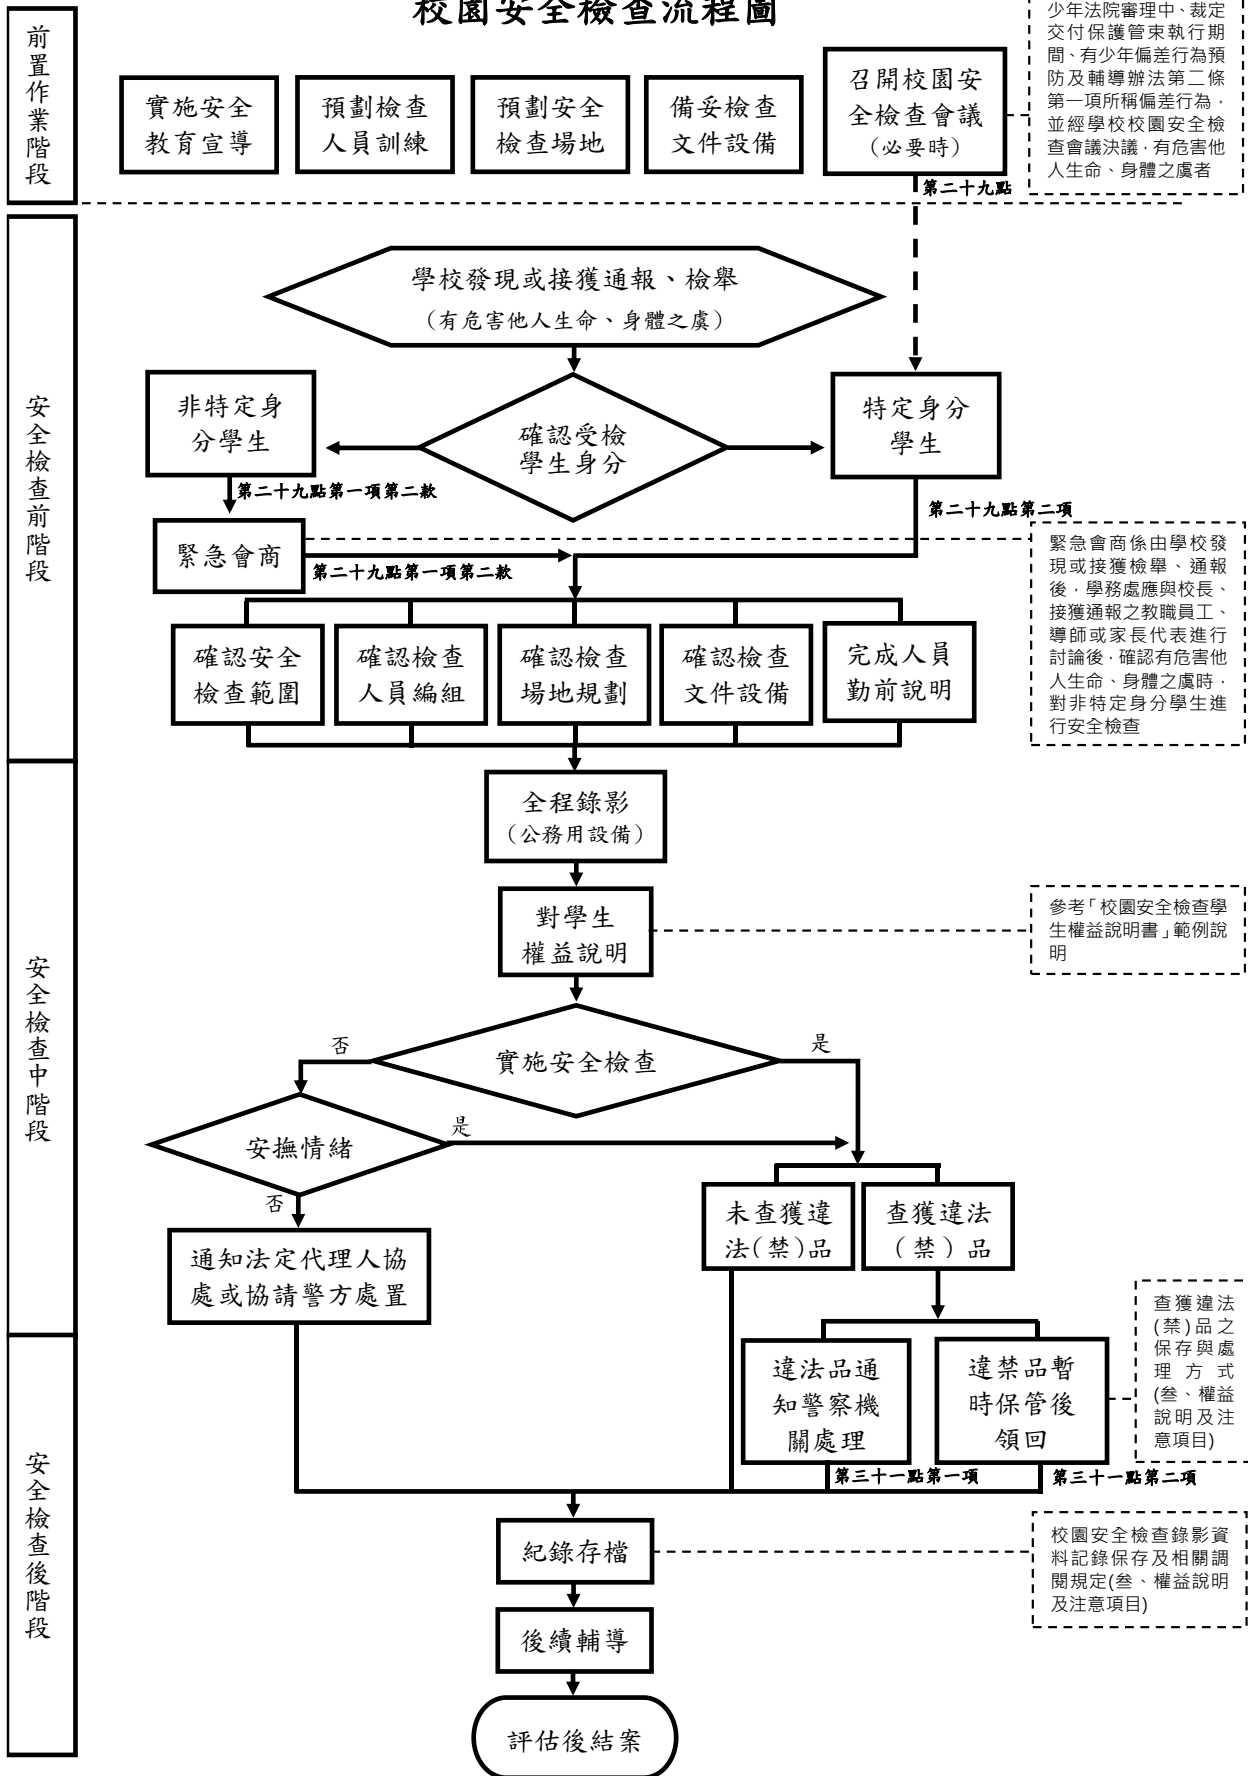 校園安全檢查流程圖
前置作業階段
實施安全
教育宣導
預劃檢查
人員訓練
預劃安全
檢查場地
備妥檢查
文件設備
召開校園安
全檢查會議
(必要時)
少年法院審理中、裁定
交付保護管束執行期
間、有少年偏差行為預
防及輔導辦法第二條
第一項所稱偏差行為，
並經學校校園安全檢
查會議決議，有危害他
人生命、身體之虞者
第二十九點
安全檢查前階段
學校發現或接獲通報、檢舉
（有危害他人生命、身體之虞）
非特定身
分學生
確認受檢
學生身分
特定身分
學生
第二十九點第一項第二款
第二十九點第二項
緊急會商
第二十九點第一項第二款
緊急會商係由學校發
現或接獲檢舉、通報
後，學務處應與校長、
接獲通報之教職員工、
導師或家長代表進行
討論後，確認有危害他
人生命、身體之虞時，
對非特定身分學生進
行安全檢查
確認安全
檢查範圍
確認檢查
人員編組
確認檢查
場地規劃
確認檢查
文件設備
完成人員
勤前說明
安全檢查中階段
全程錄影
（公務用設備）
對學生
權益說明
參考「校園安全檢查學
生權益說明書」範例說
明
實施安全檢查
否
是
安撫情緒
是
否
通知法定代理人協
處或協請警方處置
未查獲違
法(禁)品
查獲違法
（禁）品
安全檢查後階段
違法品通
知警察機
關處理
違禁品暫
時保管後
領回
查獲違法
(禁)品之
保存與處
理方式
(叁、權益
說明及注
意項目)
第三十一點第一項
第三十一點第二項
紀錄存檔
校園安全檢查錄影資
料記錄保存及相關調
閱規定(叁、權益說明
及注意項目)
後續輔導
評估後結案